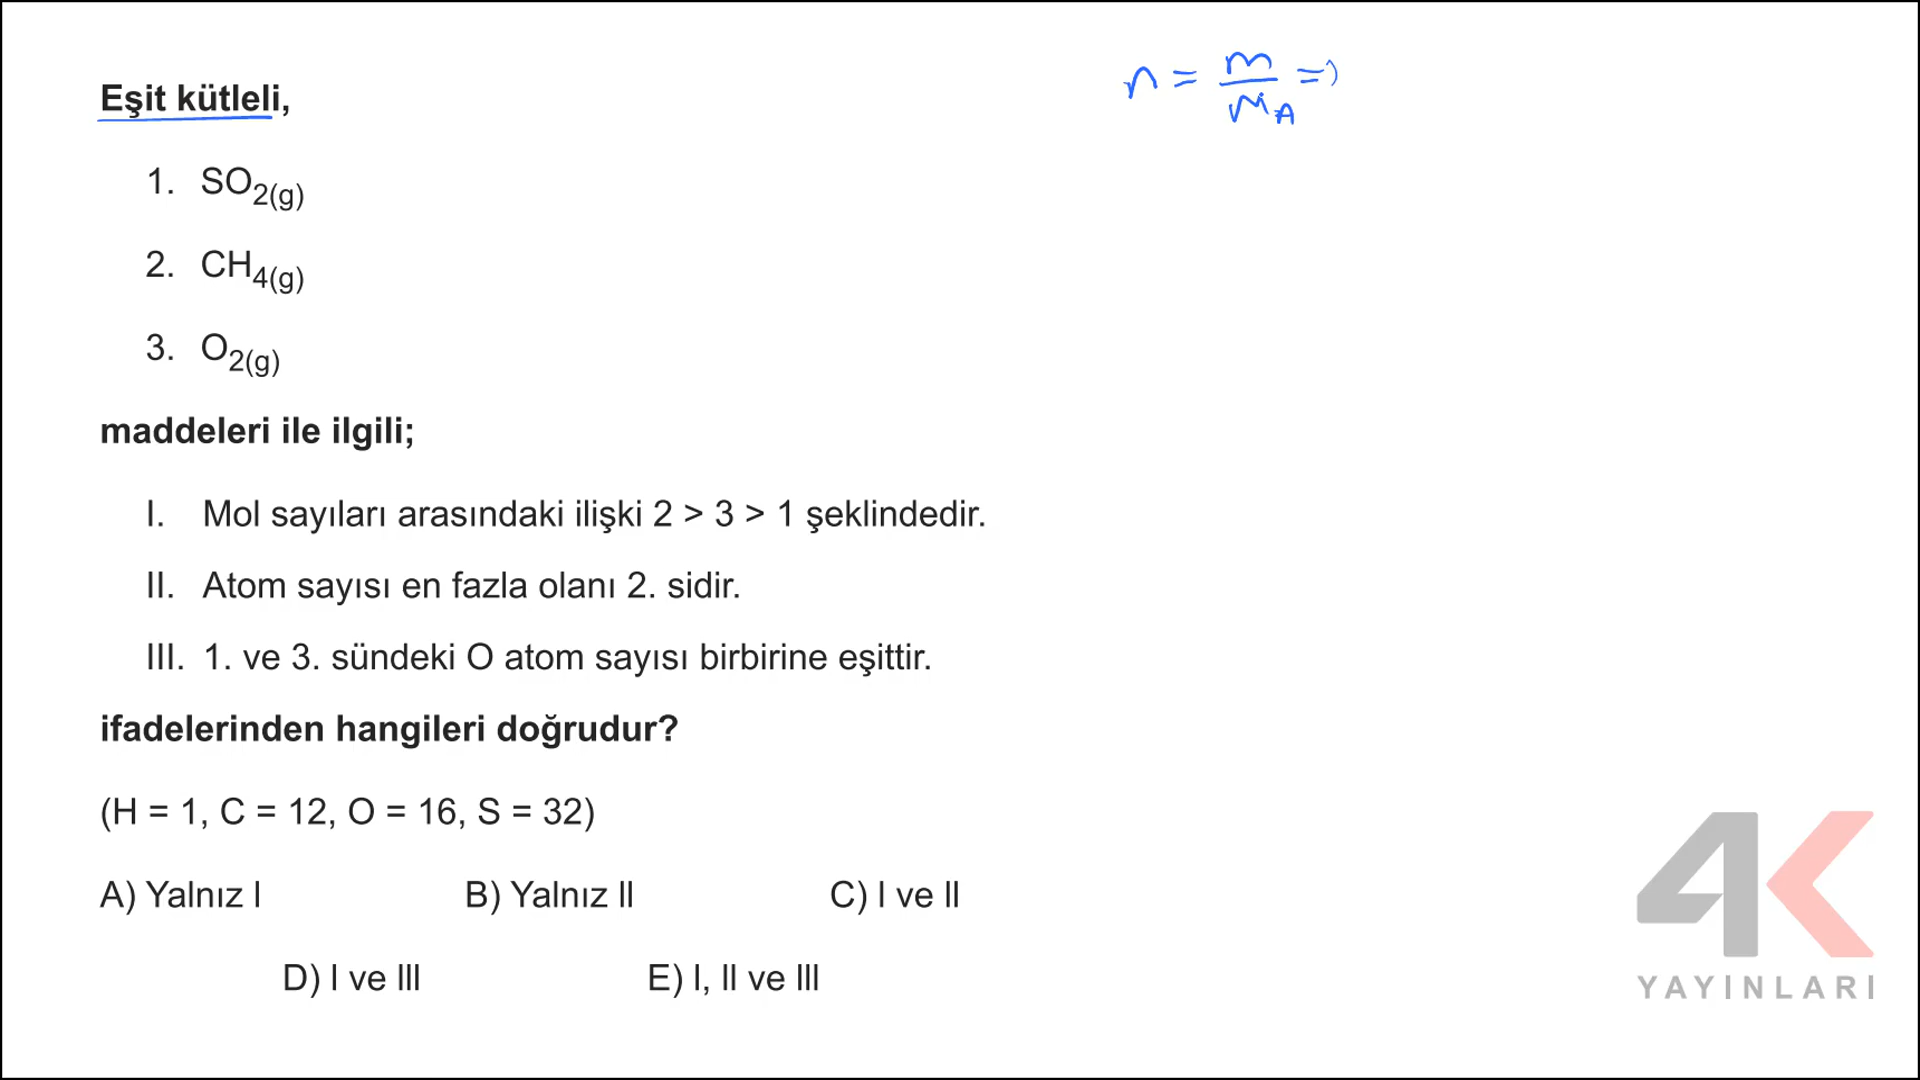 Eşit kütleli,
n = m/MA =>
1. SO2(g)
2. CH4(g)
3. O2(g)
maddeleri ile ilgili;
I. Mol sayıları arasındaki ilişki 2 > 3 > 1 şeklindedir.
II. Atom sayısı en fazla olanı 2. sidir.
III. 1. ve 3. sündeki O atom sayısı birbirine eşittir.
ifadelerinden hangileri doğrudur?
(H = 1, C = 12, O = 16, S = 32)
A) Yalnız I B) Yalnız II C) I ve II
D) I ve III E) I, II ve III
4K
YAYINLARI